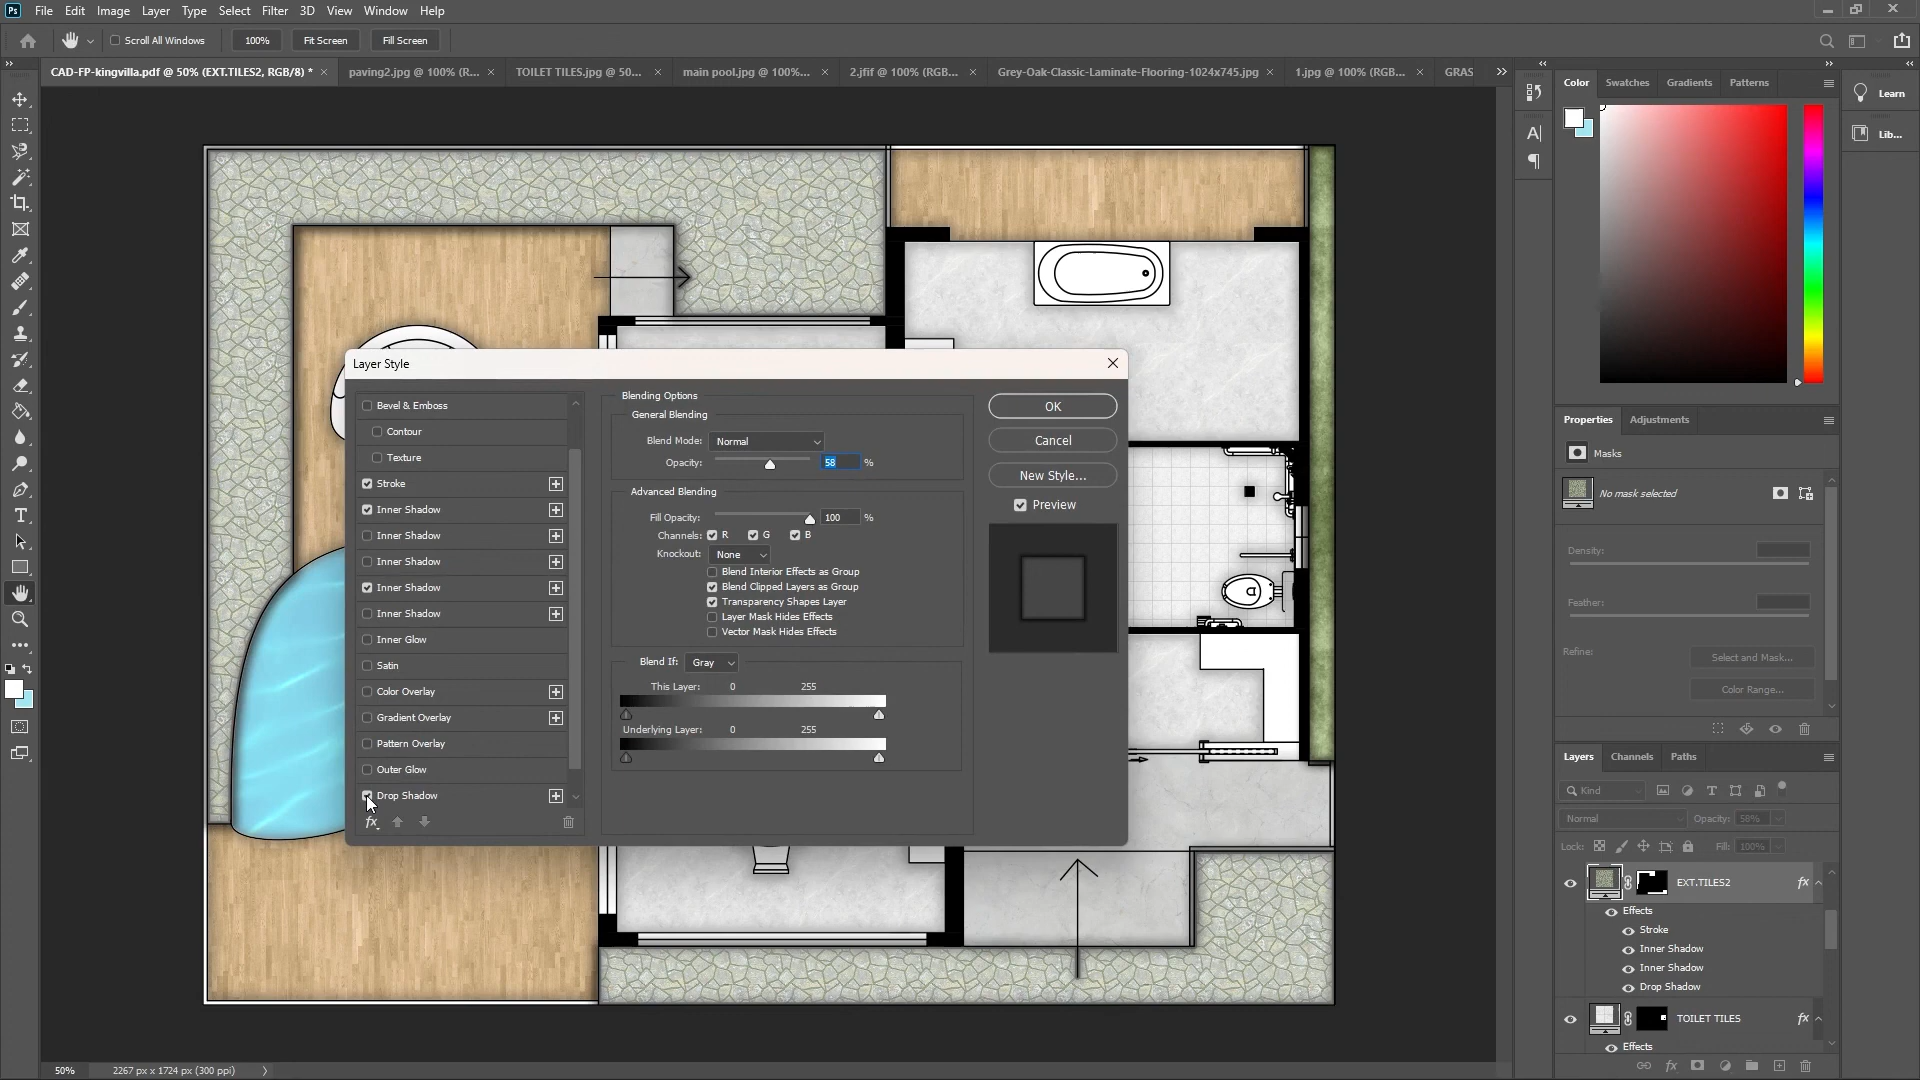 Ps File Edit Image Layer Type Select Filter 3D View Window Help
Scroll All Windows 100% Fit Screen Fill Screen
CAD-FP-kingvilla.pdf @ 50% (EXT.TILES2, RGB/8) * paving2.jpg @ 100% (R... TOILET TILES.jpg @ 50... main pool.jpg @ 100%... 2.jfif @ 100% (RGB... Grey-Oak-Classic-Laminate-Flooring-1024x745.jpg 1.jpg @ 100% (RGB... GRAS
Color Swatches Gradients Patterns
Learn
Lib...
Layer Style
Bevel & Emboss
Contour
Texture
Stroke
Inner Shadow
Inner Shadow
Inner Shadow
Inner Shadow
Inner Shadow
Inner Glow
Satin
Color Overlay
Gradient Overlay
Pattern Overlay
Outer Glow
Drop Shadow
fx
Blending Options
General Blending
Blend Mode: Normal
Opacity: 58 %
Advanced Blending
Fill Opacity: 100 %
Channels: R G B
Knockout: None
Blend Interior Effects as Group
Blend Clipped Layers as Group
Transparency Shapes Layer
Layer Mask Hides Effects
Vector Mask Hides Effects
Blend If: Gray
This Layer: 0 255
Underlying Layer: 0 255
OK
Cancel
New Style...
Preview
Properties Adjustments
Masks
No mask selected
Density:
Feather:
Refine: Select and Mask...
Color Range...
Layers Channels Paths
Kind
Normal Opacity: 58%
Lock: Fill: 100%
EXT.TILES2 fx
Effects
Stroke
Inner Shadow
Inner Shadow
Drop Shadow
TOILET TILES fx
Effects
fx
50% 2267 px x 1724 px (300 ppi)